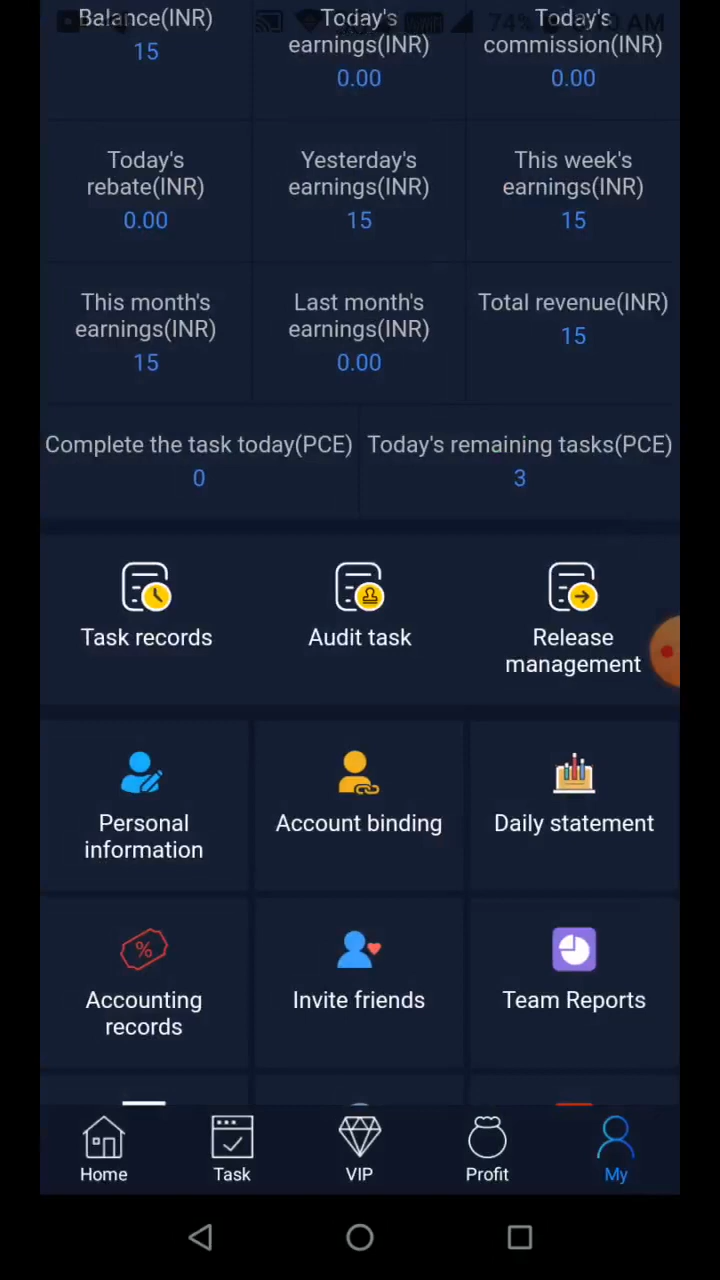 Balance(INR)
15
Today's
earnings(INR)
0.00
Today's
commission(INR)
0.00
74%
AM
Today's
rebate(INR)
0.00
Yesterday's
earnings(INR)
15
This week's
earnings(INR)
15
This month's
earnings(INR)
15
Last month's
earnings(INR)
0.00
Total revenue(INR)
15
Complete the task today(PCE)
0
Today's remaining tasks(PCE)
3
Task records
Audit task
Release
management
Personal
information
Account binding
Daily statement
%
Accounting
records
Invite friends
Team Reports
Home
Task
VIP
Profit
My